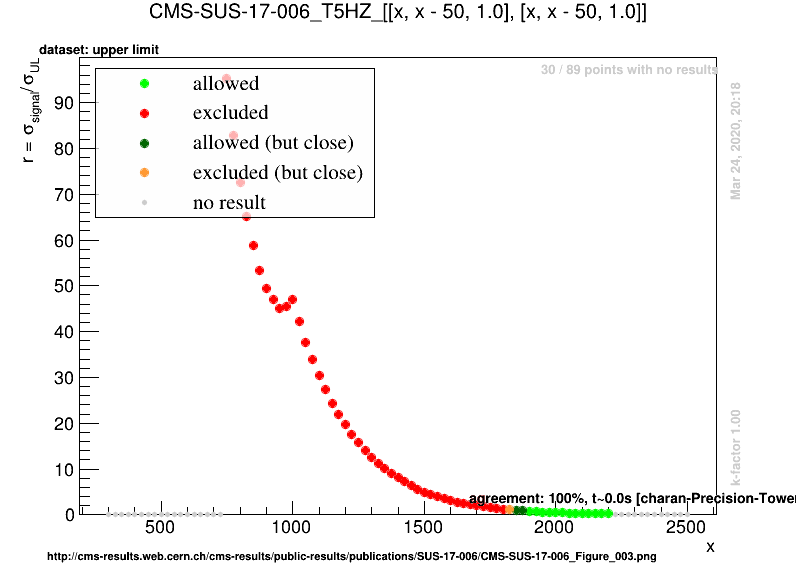 CMS-SUS-17-006_T5HZ_[[x, x - 50, 1.0], [x, x - 50, 1.0]]
dataset: upper limit
30 / 89 points with no results
r = σsignal/σUL
allowed
excluded
allowed (but close)
excluded (but close)
no result
Mar 24, 2020, 20:18
k-factor 1.00
90
80
70
60
50
40
30
20
10
0
agreement: 100%, t~0.0s [charan-Precision-Tower
500 1000 1500 2000 2500
x
http://cms-results.web.cern.ch/cms-results/public-results/publications/SUS-17-006/CMS-SUS-17-006_Figure_003.png